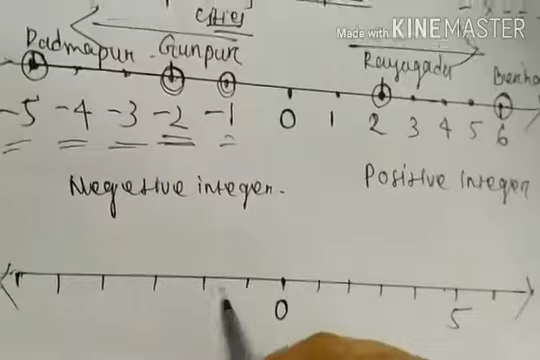 Made with KINEMASTER
cities
Padmapur Gunpur Rayagada
-5 -4 -3 -2 -1 0 1 2 3 4 5 6
Negative integer. Positive integer
0 5